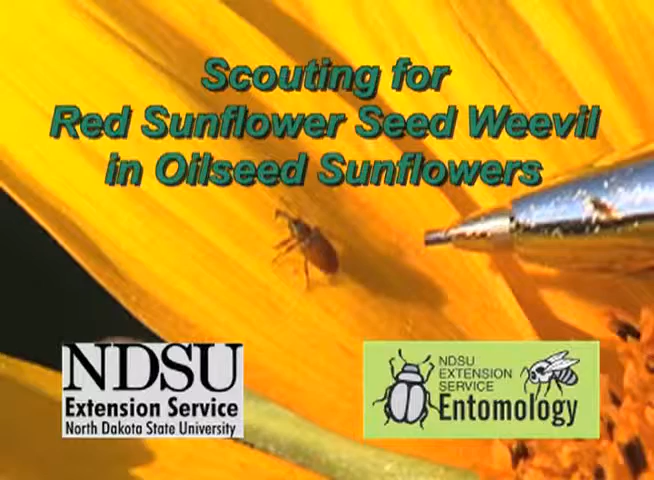 Scouting for
Red Sunflower Seed Weevil
in Oilseed Sunflowers
NDSU
Extension Service
North Dakota State University
NDSU
EXTENSION
SERVICE
Entomology